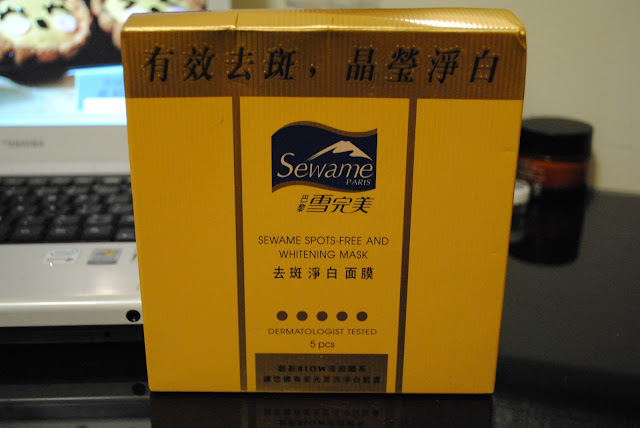 有效去斑，晶瑩淨白
TOSHIBA
Sewame
PARIS
巴黎 雪完美
SEWAME SPOTS-FREE AND
WHITENING MASK
去斑淨白面膜
DERMATOLOGIST TESTED
5 pcs